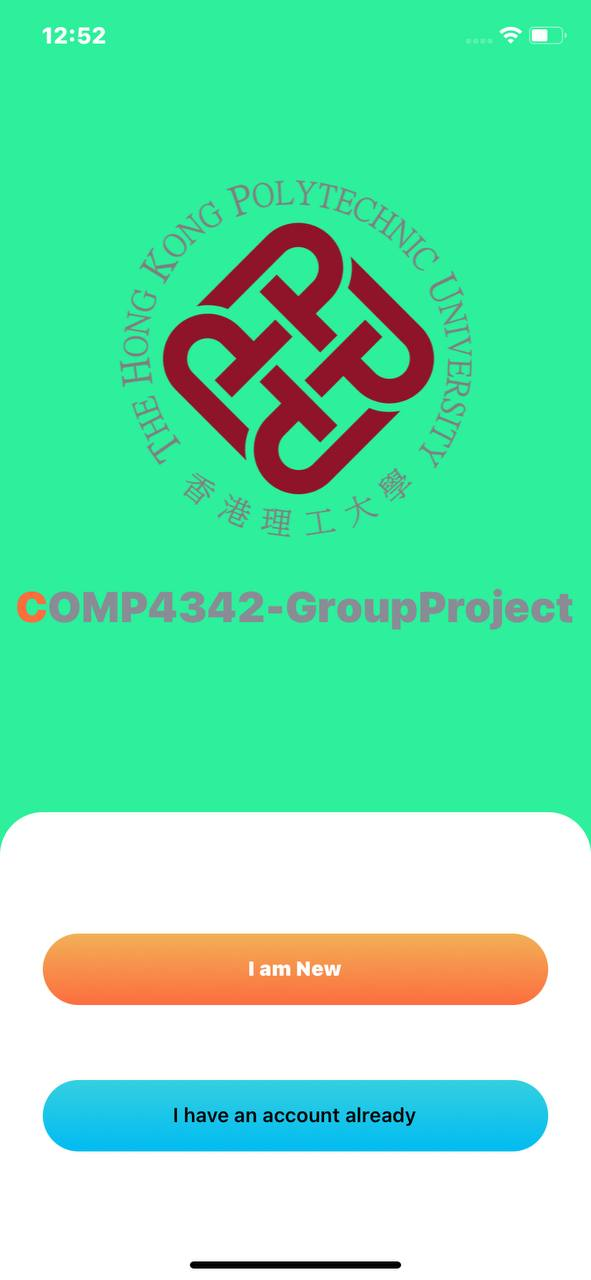 12:52
THE HONG KONG POLYTECHNIC UNIVERSITY
香港理工大學
COMP4342-GroupProject
I am New
I have an account already